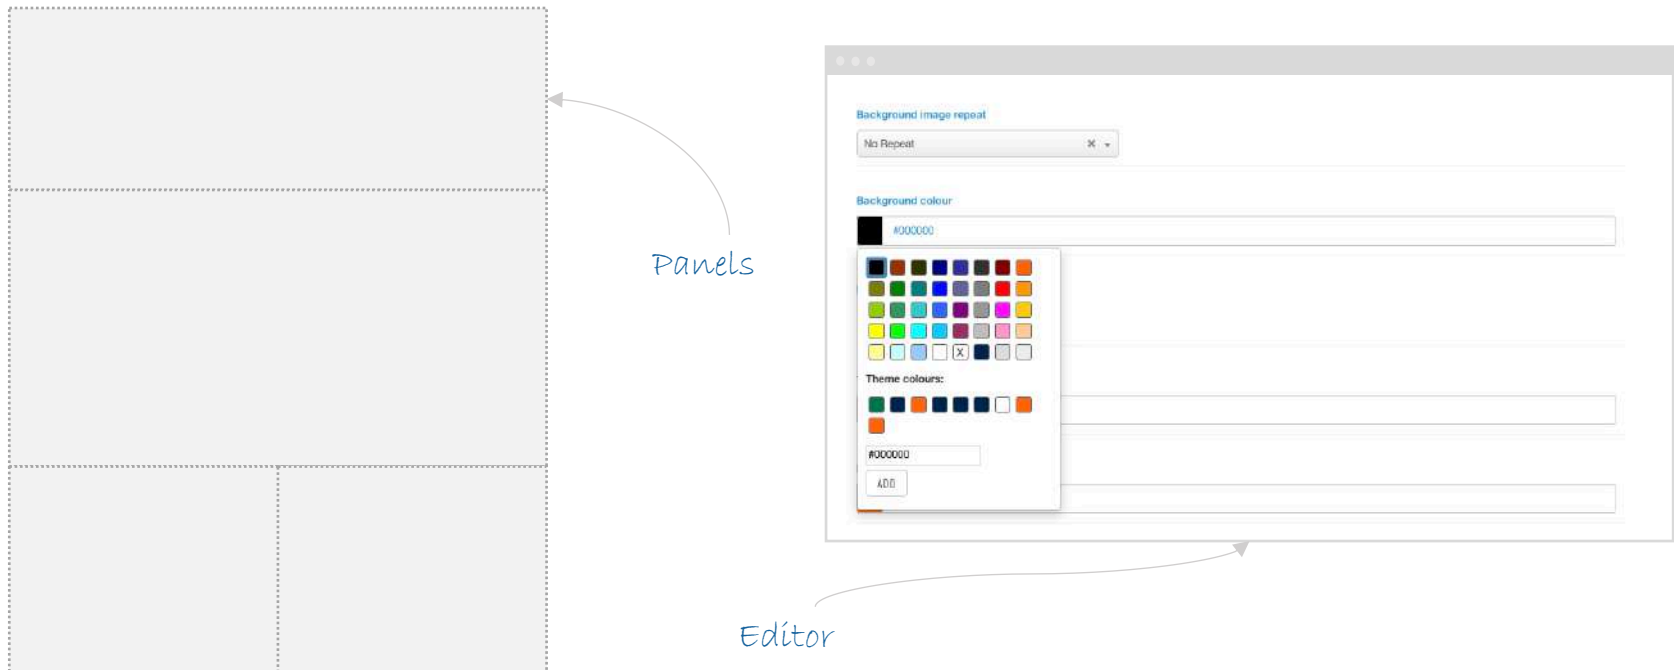 Background image repeat
No Repeat
Background colour
#000000
Panels
X
Theme colours:
#000000
ADD
Editor